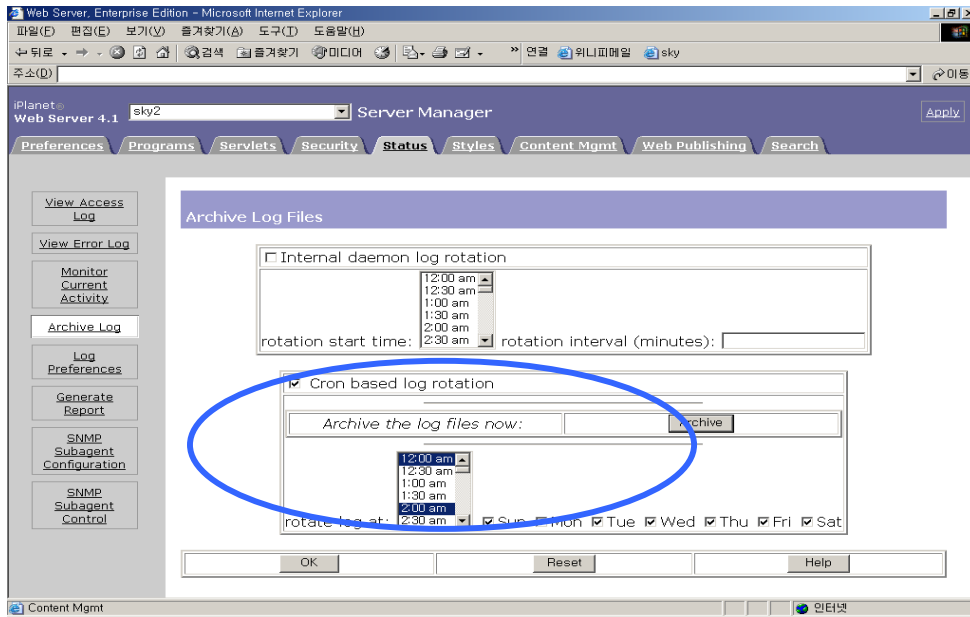 Web Server, Enterprise Edition - Microsoft Internet Explorer
파일(F) 편집(E) 보기(V) 즐겨찾기(A) 도구(T) 도움말(H)
뒤로 검색 즐겨찾기 미디어 » 연결 위니피메일 sky
주소(D) 이동
iPlanet®
Web Server 4.1 sky2 Server Manager Apply
Preferences Programs Servlets Security Status Styles Content Mgmt Web Publishing Search
View Access
Log
View Error Log
Monitor
Current
Activity
Archive Log
Log
Preferences
Generate
Report
SNMP
Subagent
Configuration
SNMP
Subagent
Control
Archive Log Files
Internal daemon log rotation
12:00 am
12:30 am
1:00 am
1:30 am
2:00 am
rotation start time: 2:30 am rotation interval (minutes):
Cron based log rotation
Archive the log files now: Archive
12:00 am
12:30 am
1:00 am
1:30 am
2:00 am
rotate log at: 2:30 am Sun Mon Tue Wed Thu Fri Sat
OK Reset Help
Content Mgmt 인터넷